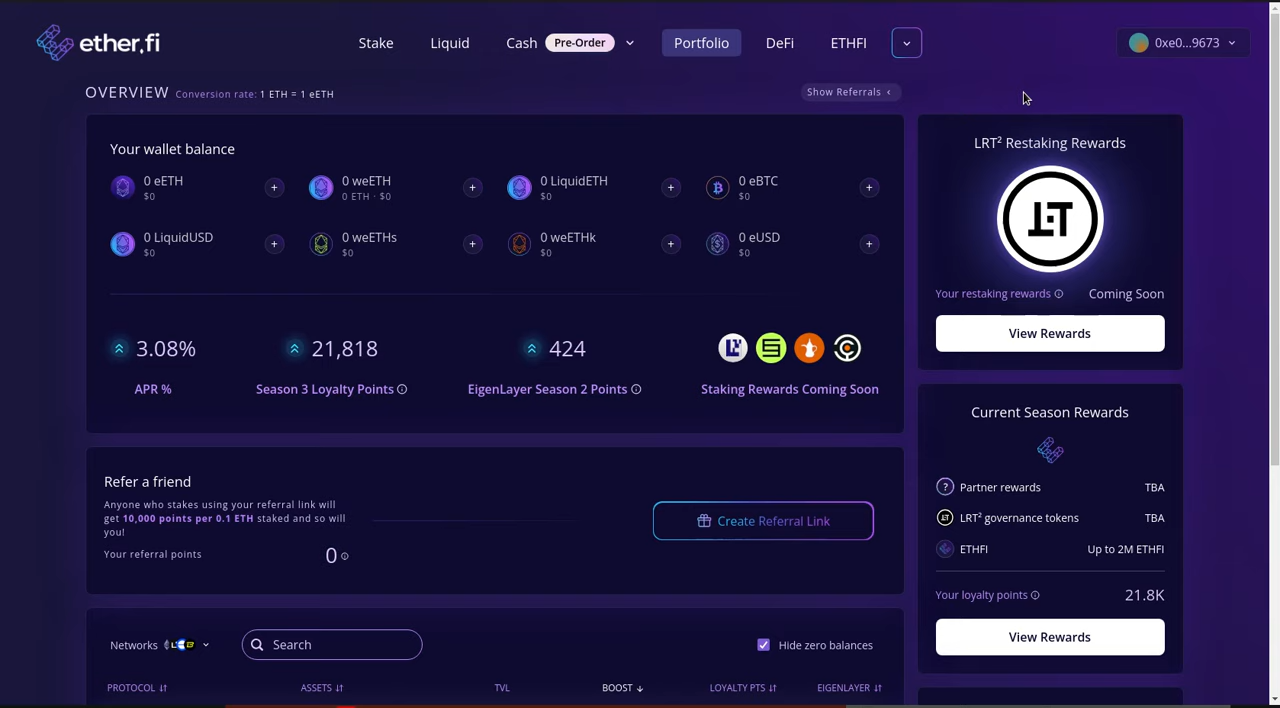 ether.fi
Stake
Liquid
Cash Pre-Order
Portfolio
DeFi
ETHFI
0xe0...9673
OVERVIEW Conversion rate: 1 ETH = 1 eETH
Show Referrals
Your wallet balance
0 eETH
$0
0 weETH
0 ETH · $0
0 LiquidETH
$0
0 eBTC
$0
0 LiquidUSD
$0
0 weETHs
$0
0 weETHk
$0
0 eUSD
$0
3.08%
APR %
21,818
Season 3 Loyalty Points
424
EigenLayer Season 2 Points
Staking Rewards Coming Soon
LRT² Restaking Rewards
Your restaking rewards Coming Soon
View Rewards
Refer a friend
Anyone who stakes using your referral link will
get 10,000 points per 0.1 ETH staked and so will
you!
Your referral points 0
Create Referral Link
Current Season Rewards
Partner rewards TBA
LRT² governance tokens TBA
ETHFI Up to 2M ETHFI
Your loyalty points 21.8K
View Rewards
Networks
Search
Hide zero balances
PROTOCOL ASSETS TVL BOOST LOYALTY PTS EIGENLAYER